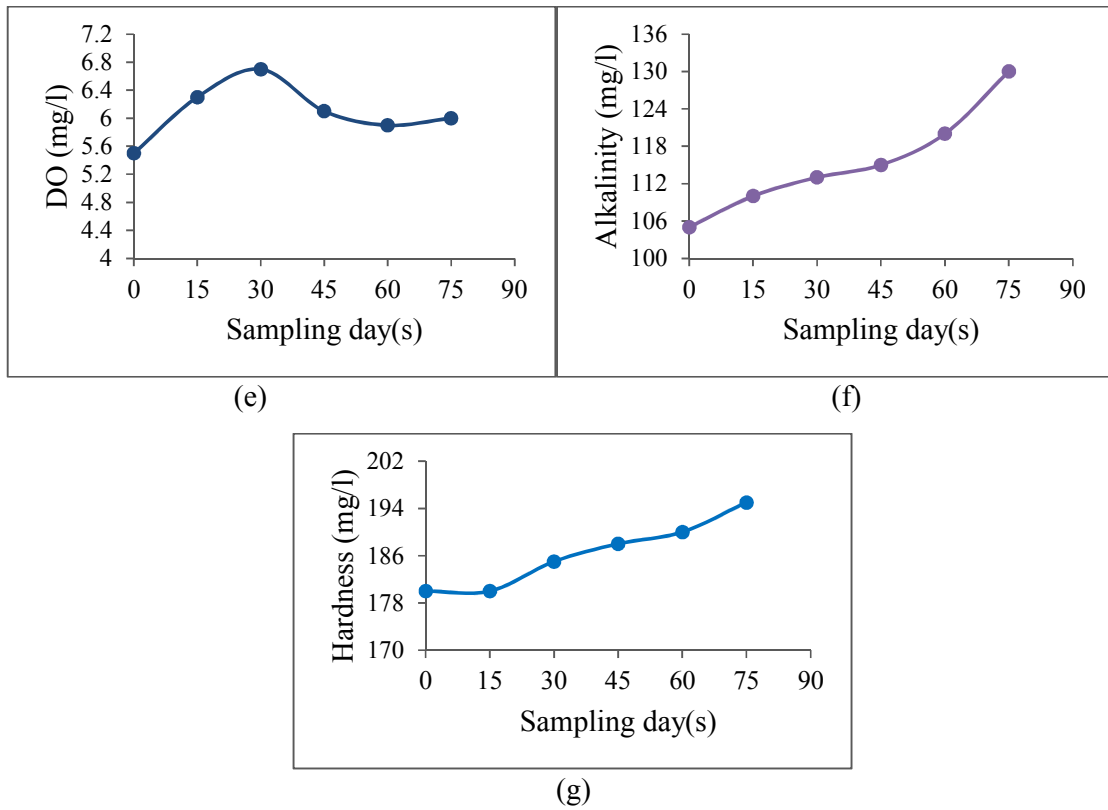 7.2
6.8
6.4
6
5.6
5.2
4.8
4.4
4
DO (mg/l)
0 15 30 45 60 75 90
Sampling day(s)
(e)
136
130
124
118
112
106
100
Alkalinity (mg/l)
0 15 30 45 60 75 90
Sampling day(s)
(f)
202
194
186
178
170
Hardness (mg/l)
0 15 30 45 60 75 90
Sampling day(s)
(g)